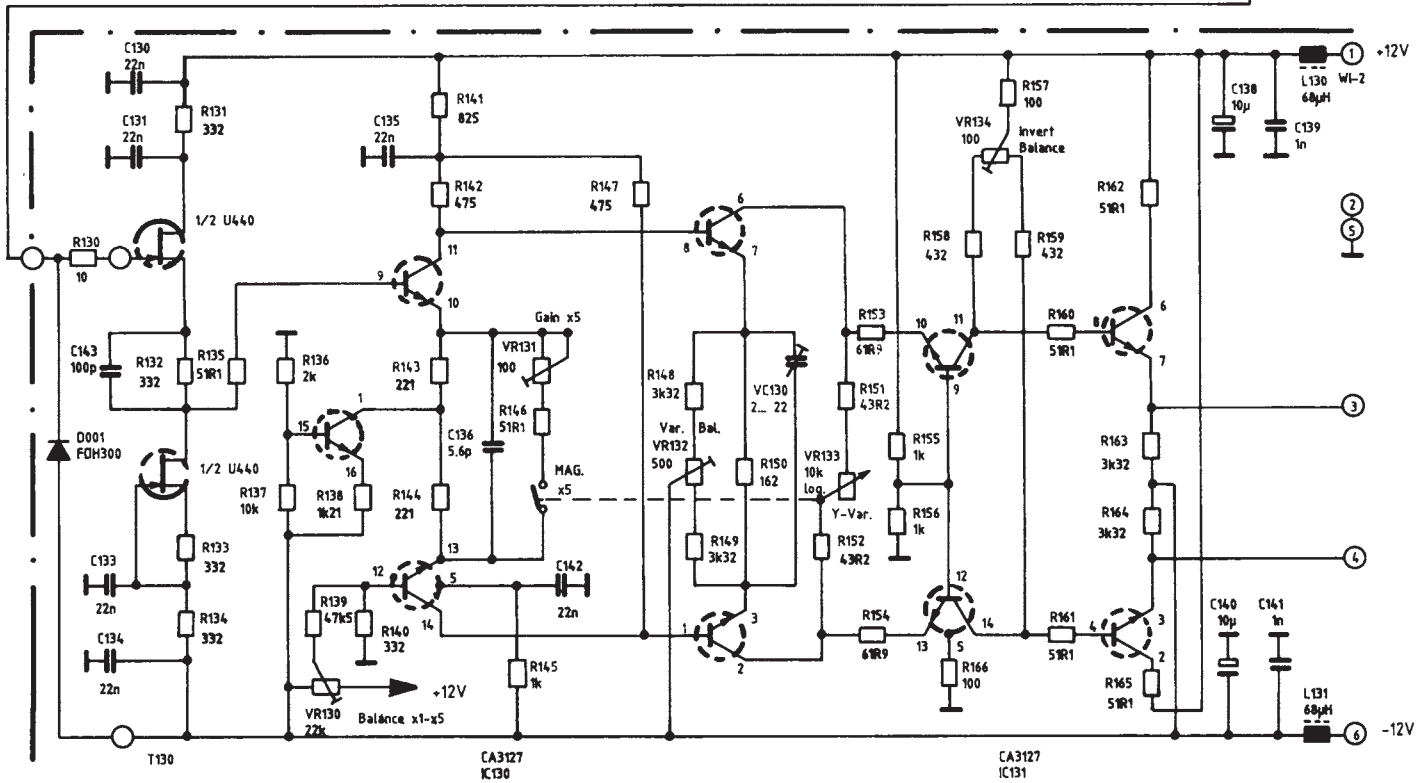 C130
22n
R131
332
C131
22n
1/2 U440
R130
10
C143
100p
R132
332
R135
51R1
D001
FDH300
1/2 U440
C133
22n
R133
332
R134
332
C134
22n
T130
R136
2k
R137
10k
15
1
16
R138
1k21
R139
47k5
R140
332
VR130
22k
Balance x1-x5
+12V
R141
825
C135
22n
R142
475
R147
475
11
9
10
R143
221
Gain x5
VR131
100
R146
51R1
C136
5.6p
MAG.
x5
R144
221
13
12
5
14
C142
22n
R145
1k
CA3127
IC130
6
8
7
R148
3k32
VC130
2... 22
Var. Bal.
VR132
500
R150
162
R149
3k32
1
3
2
R153
61R9
R151
43R2
VR133
10k
log.
Y-Var.
R152
43R2
R154
61R9
R157
100
VR134
100
Invert
Balance
R158
432
R159
432
10
11
9
R155
1k
R156
1k
12
13
14
5
R166
100
CA3127
IC131
R162
51R1
R160
51R1
8
6
7
R163
3k32
R164
3k32
R161
51R1
4
3
2
R165
51R1
C138
10µ
C139
1n
L130
68µH
1
+12V
WI-2
2
5
3
4
C140
10µ
C141
1n
L131
68µH
6
-12V